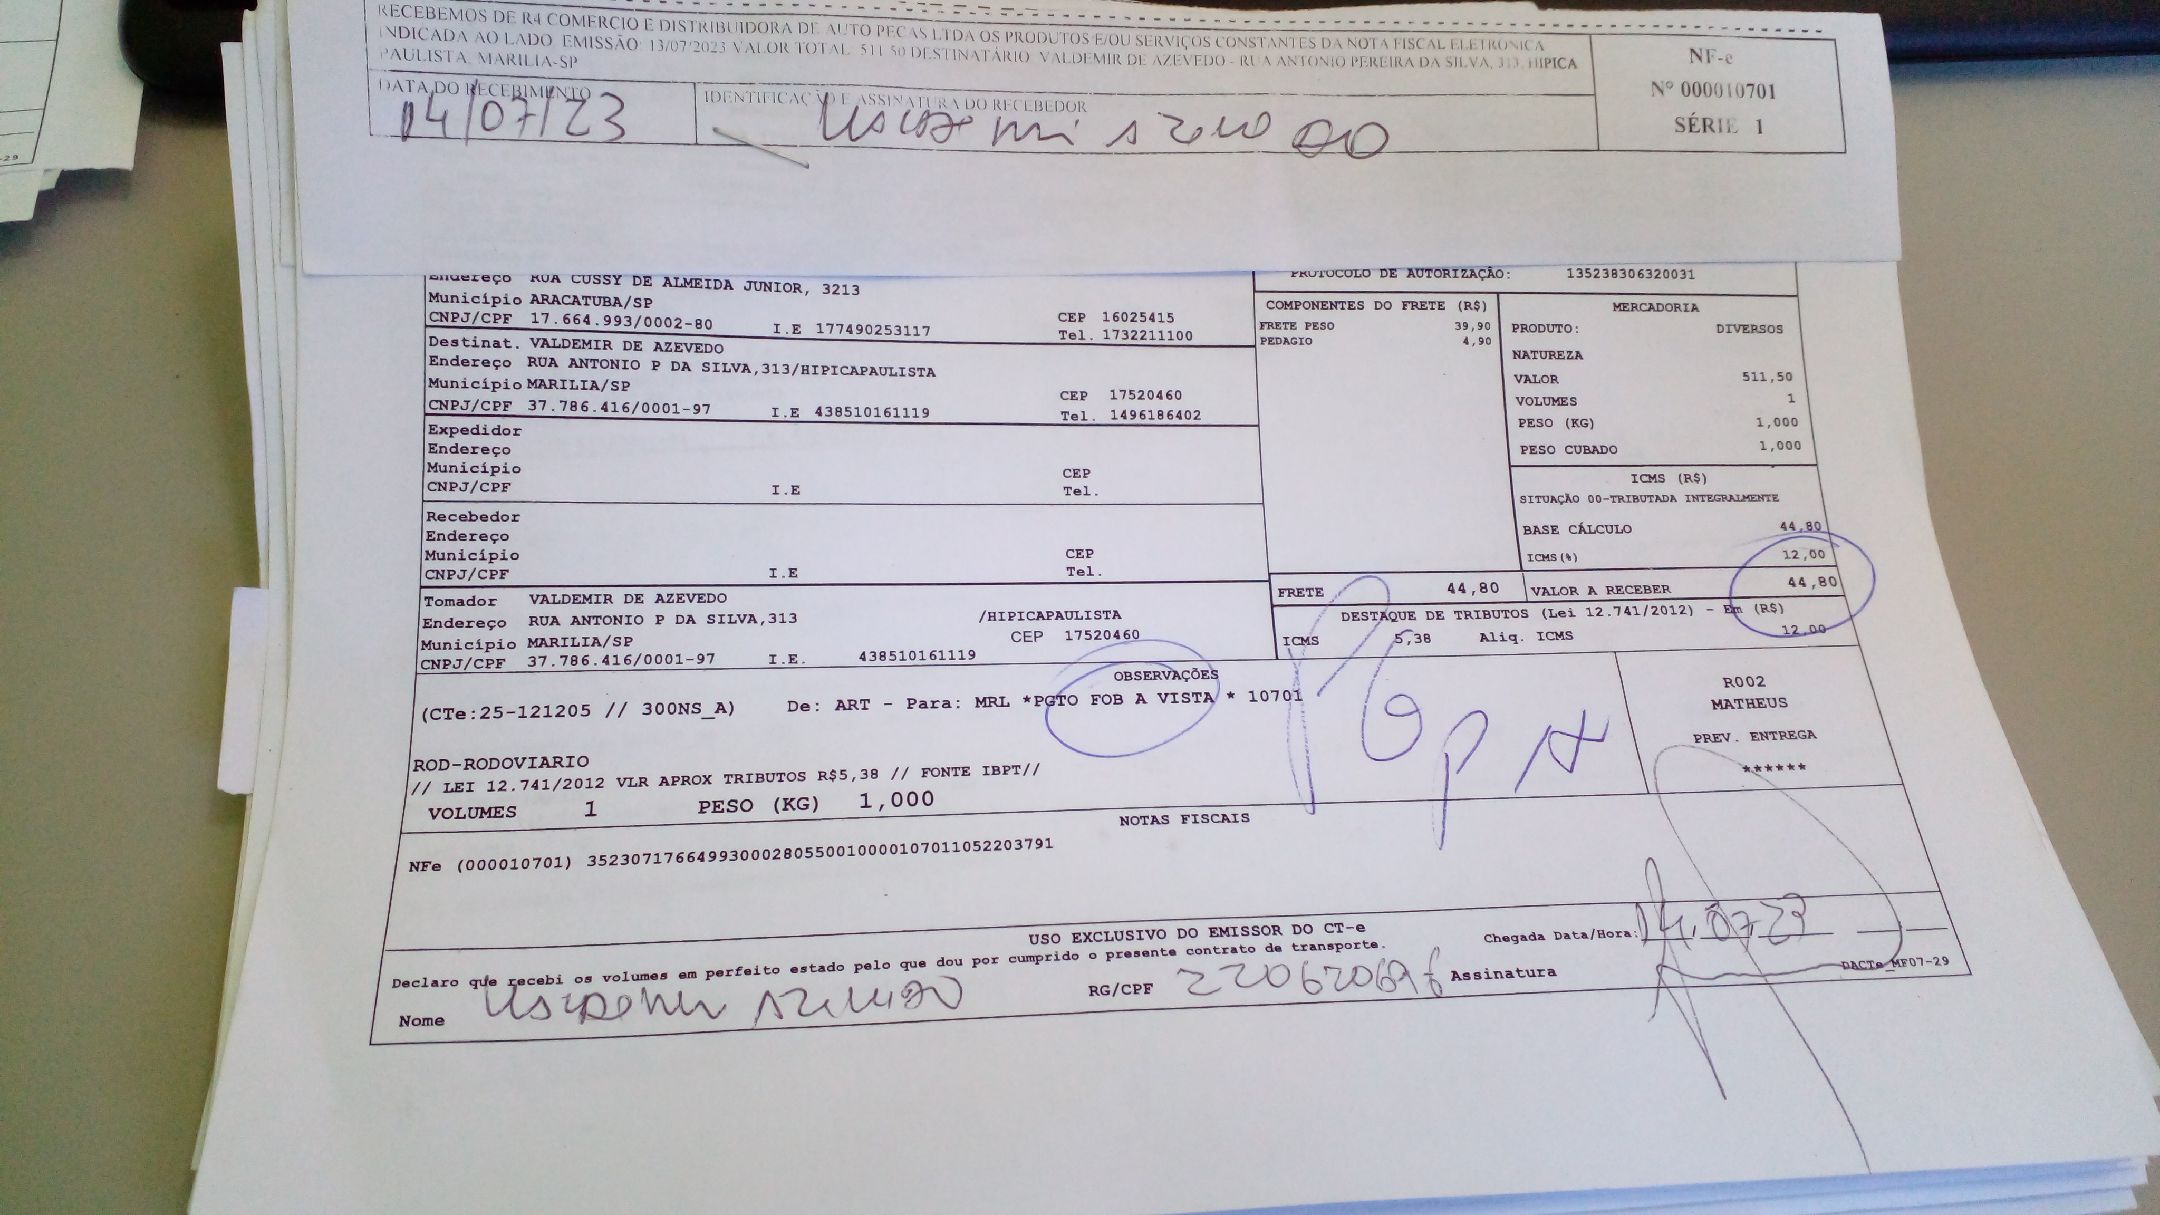 RECEBEMOS DE R4 COMERCIO E DISTRIBUIDORA DE AUTO PECAS LTDA OS PRODUTOS E/OU SERVIÇOS CONSTANTES DA NOTA FISCAL ELETRONICA
INDICADA AO LADO EMISSÃO: 13/07/2023 VALOR TOTAL: 511,50 DESTINATÁRIO: VALDEMIR DE AZEVEDO - RUA ANTONIO PEREIRA DA SILVA, 313, HIPICA
PAULISTA, MARILIA-SP
NF-e
Nº 000010701
SÉRIE 1
DATA DO RECEBIMENTO
14/07/23
IDENTIFICAÇÃO E ASSINATURA DO RECEBEDOR
Endereço RUA CUSSY DE ALMEIDA JUNIOR, 3213
Município ARACATUBA/SP CEP 16025415
CNPJ/CPF 17.664.993/0002-80 I.E 177490253117 Tel. 1732211100
Destinat. VALDEMIR DE AZEVEDO
Endereço RUA ANTONIO P DA SILVA,313/HIPICAPAULISTA
Município MARILIA/SP CEP 17520460
CNPJ/CPF 37.786.416/0001-97 I.E 438510161119 Tel. 1496186402
Expedidor
Endereço
Município CEP
CNPJ/CPF I.E Tel.
Recebedor
Endereço
Município CEP
CNPJ/CPF I.E Tel.
Tomador VALDEMIR DE AZEVEDO
Endereço RUA ANTONIO P DA SILVA,313 /HIPICAPAULISTA
Município MARILIA/SP CEP 17520460
CNPJ/CPF 37.786.416/0001-97 I.E. 438510161119
PROTOCOLO DE AUTORIZAÇÃO: 135238306320031
COMPONENTES DO FRETE (R$)
FRETE PESO 39,90
PEDAGIO 4,90
MERCADORIA
PRODUTO: DIVERSOS
NATUREZA
VALOR 511,50
VOLUMES 1
PESO (KG) 1,000
PESO CUBADO 1,000
ICMS (R$)
SITUAÇÃO 00-TRIBUTADA INTEGRALMENTE
BASE CÁLCULO 44,80
ICMS(%) 12,00
FRETE 44,80 VALOR A RECEBER 44,80
DESTAQUE DE TRIBUTOS (Lei 12.741/2012) - Em (R$)
ICMS 5,38 Aliq. ICMS 12,00
OBSERVAÇÕES
(CTe:25-121205 // 300NS_A) De: ART - Para: MRL *PGTO FOB A VISTA * 10701
ROD-RODOVIARIO
// LEI 12.741/2012 VLR APROX TRIBUTOS R$5,38 // FONTE IBPT//
VOLUMES 1 PESO (KG) 1,000
R002
MATHEUS
PREV. ENTREGA
******
NOTAS FISCAIS
NFe (000010701) 35230717664993000280550010000107011052203791
USO EXCLUSIVO DO EMISSOR DO CT-e
Declaro que recebi os volumes em perfeito estado pelo que dou por cumprido o presente contrato de transporte.
Chegada Data/Hora: 14.07.23
Nome
RG/CPF
Assinatura
DACTe_MF07-29